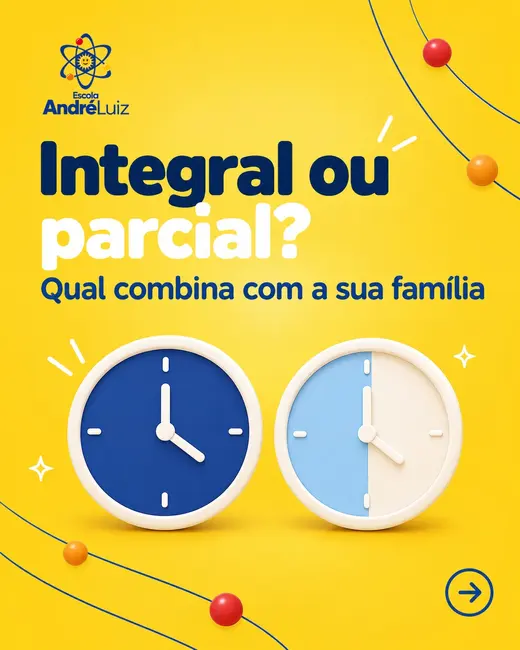 Escola
AndréLuiz
Integral ou
parcial?
Qual combina com a sua família